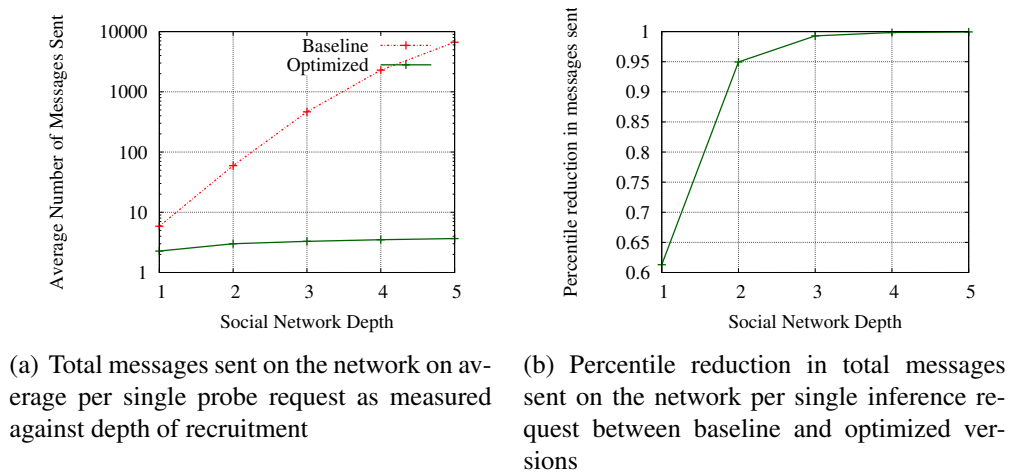 Average Number of Messages Sent
10000
1000
100
10
1
Baseline
Optimized
1 2 3 4 5
Social Network Depth
Percentile reduction in messages sent
1
0.95
0.9
0.85
0.8
0.75
0.7
0.65
0.6
1 2 3 4 5
Social Network Depth
(a) Total messages sent on the network on av-
erage per single probe request as measured
against depth of recruitment
(b) Percentile reduction in total messages
sent on the network per single inference re-
quest between baseline and optimized ver-
sions